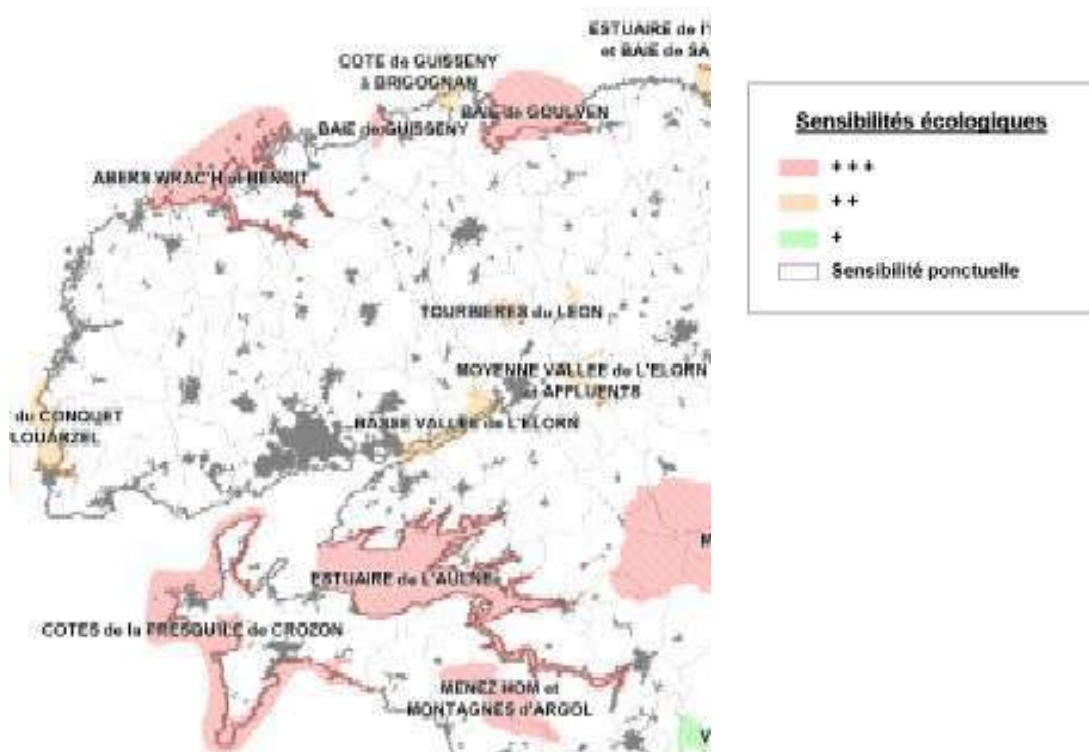 ESTUAIRE de l'
et BAIE de SA
COTE de GUISSENY
à BRIGOGNAN
BAIE de GOULVEN
BAIE de GUISSENY
ABERS WRAC'H et BENOIT
TOURBIERES du LEON
MOYENNE VALLEE de L'ELORN
et AFFLUENTS
du CONQUET
LOUARZEL
BASSE VALLEE de L'ELORN
M
ESTUAIRE de L'AULNE
COTES de la PRESQU'ILE de CROZON
MENEZ HOM et
MONTAGNES d'ARGOL
V
Sensibilités écologiques
+ + +
+ +
+
Sensibilité ponctuelle